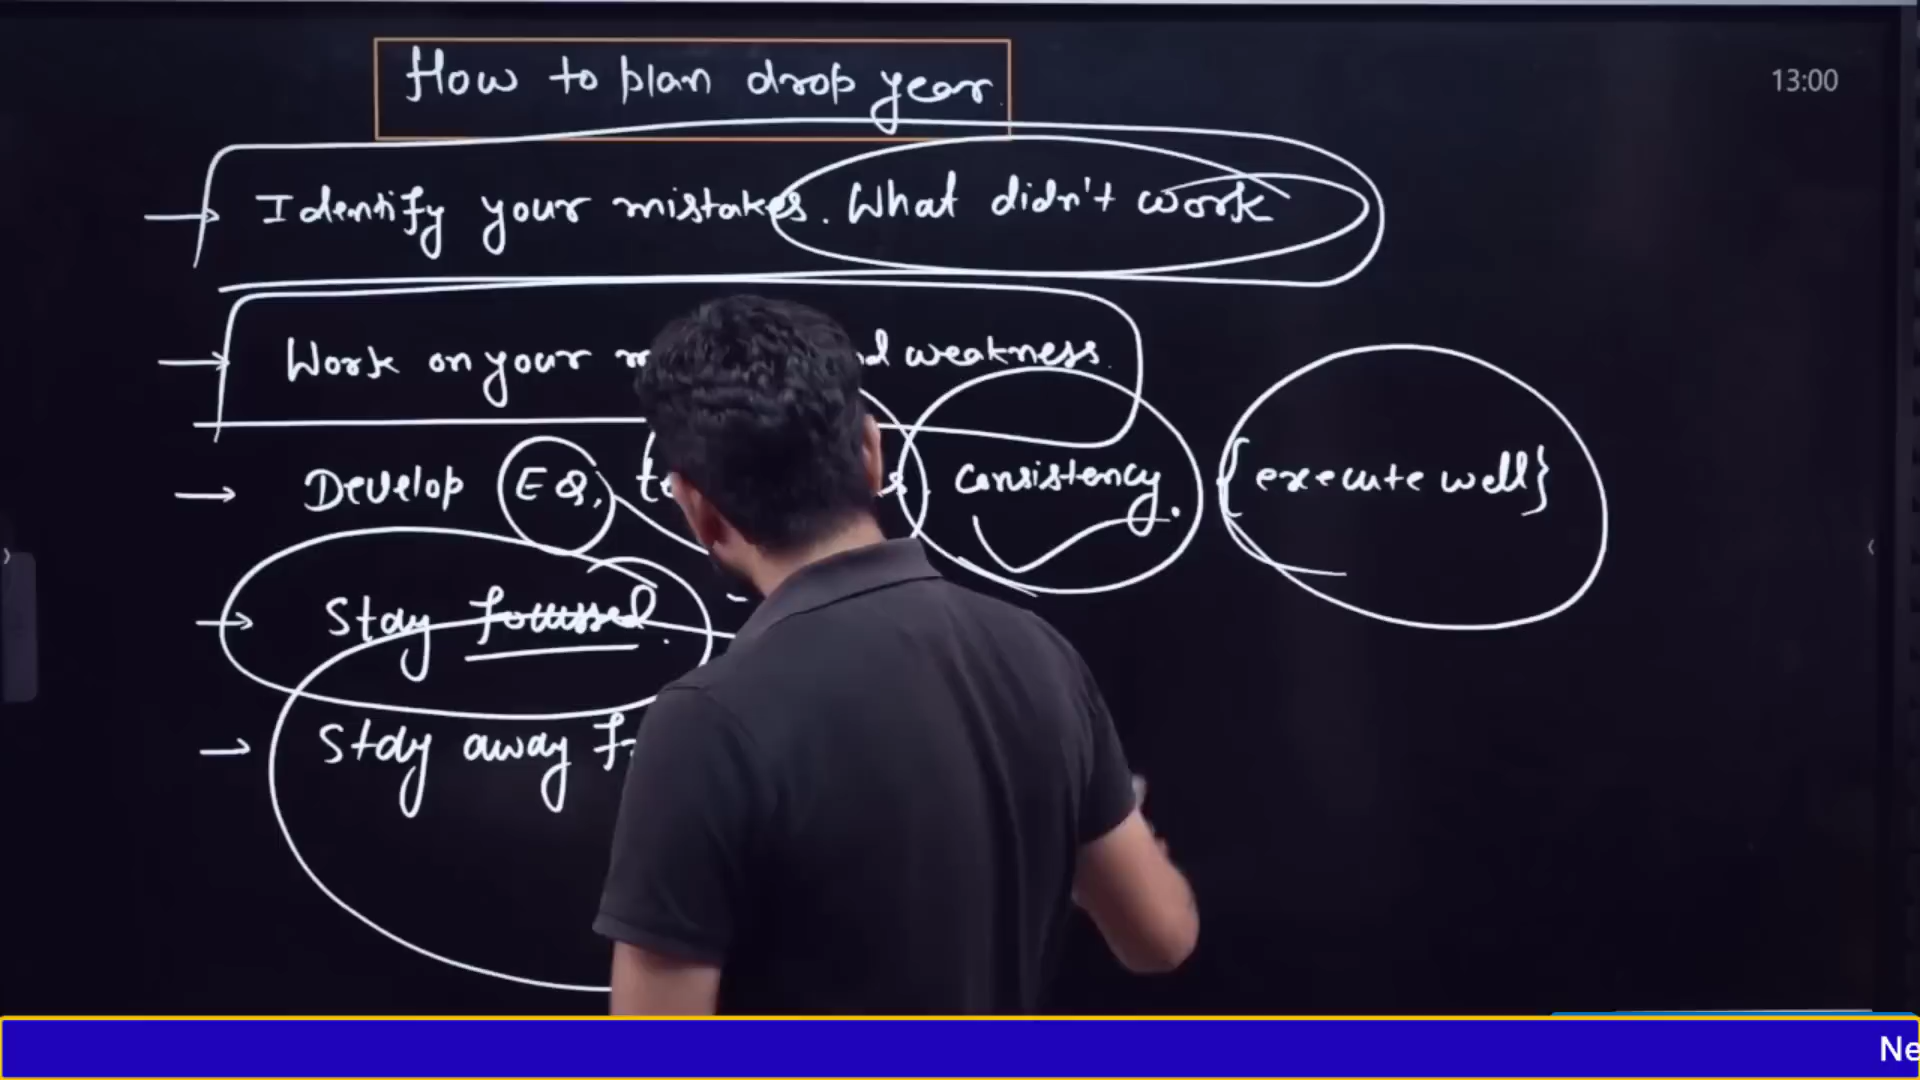 How to plan drop year
13:00
→ Identify your mistakes. What didn't work
→ Work on your weakness.
→ Develop EQ, consistency. {execute well}
→ Stay focussed.
→ Stay away
Ne